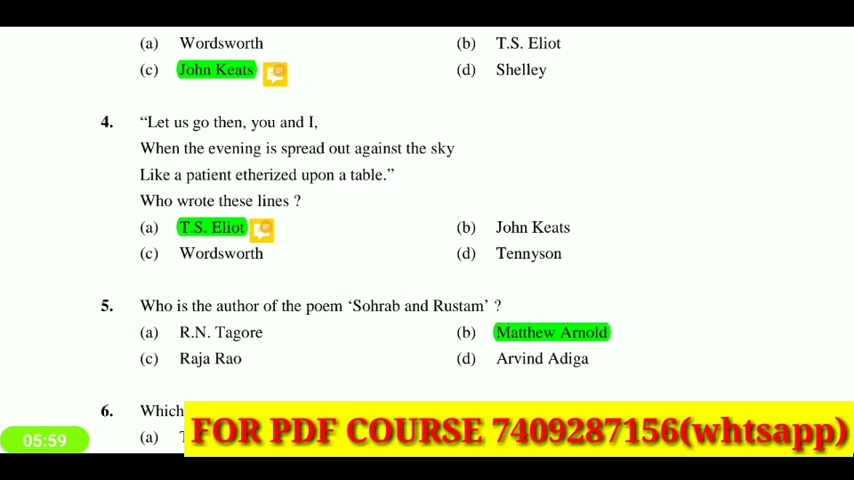 (a) Wordsworth (b) T.S. Eliot
(c) John Keats (d) Shelley
4. “Let us go then, you and I,
When the evening is spread out against the sky
Like a patient etherized upon a table.”
Who wrote these lines ?
(a) T.S. Eliot (b) John Keats
(c) Wordsworth (d) Tennyson
5. Who is the author of the poem ‘Sohrab and Rustam’ ?
(a) R.N. Tagore (b) Matthew Arnold
(c) Raja Rao (d) Arvind Adiga
6. Which
(a)
FOR PDF COURSE 7409287156(whtsapp)
05:59